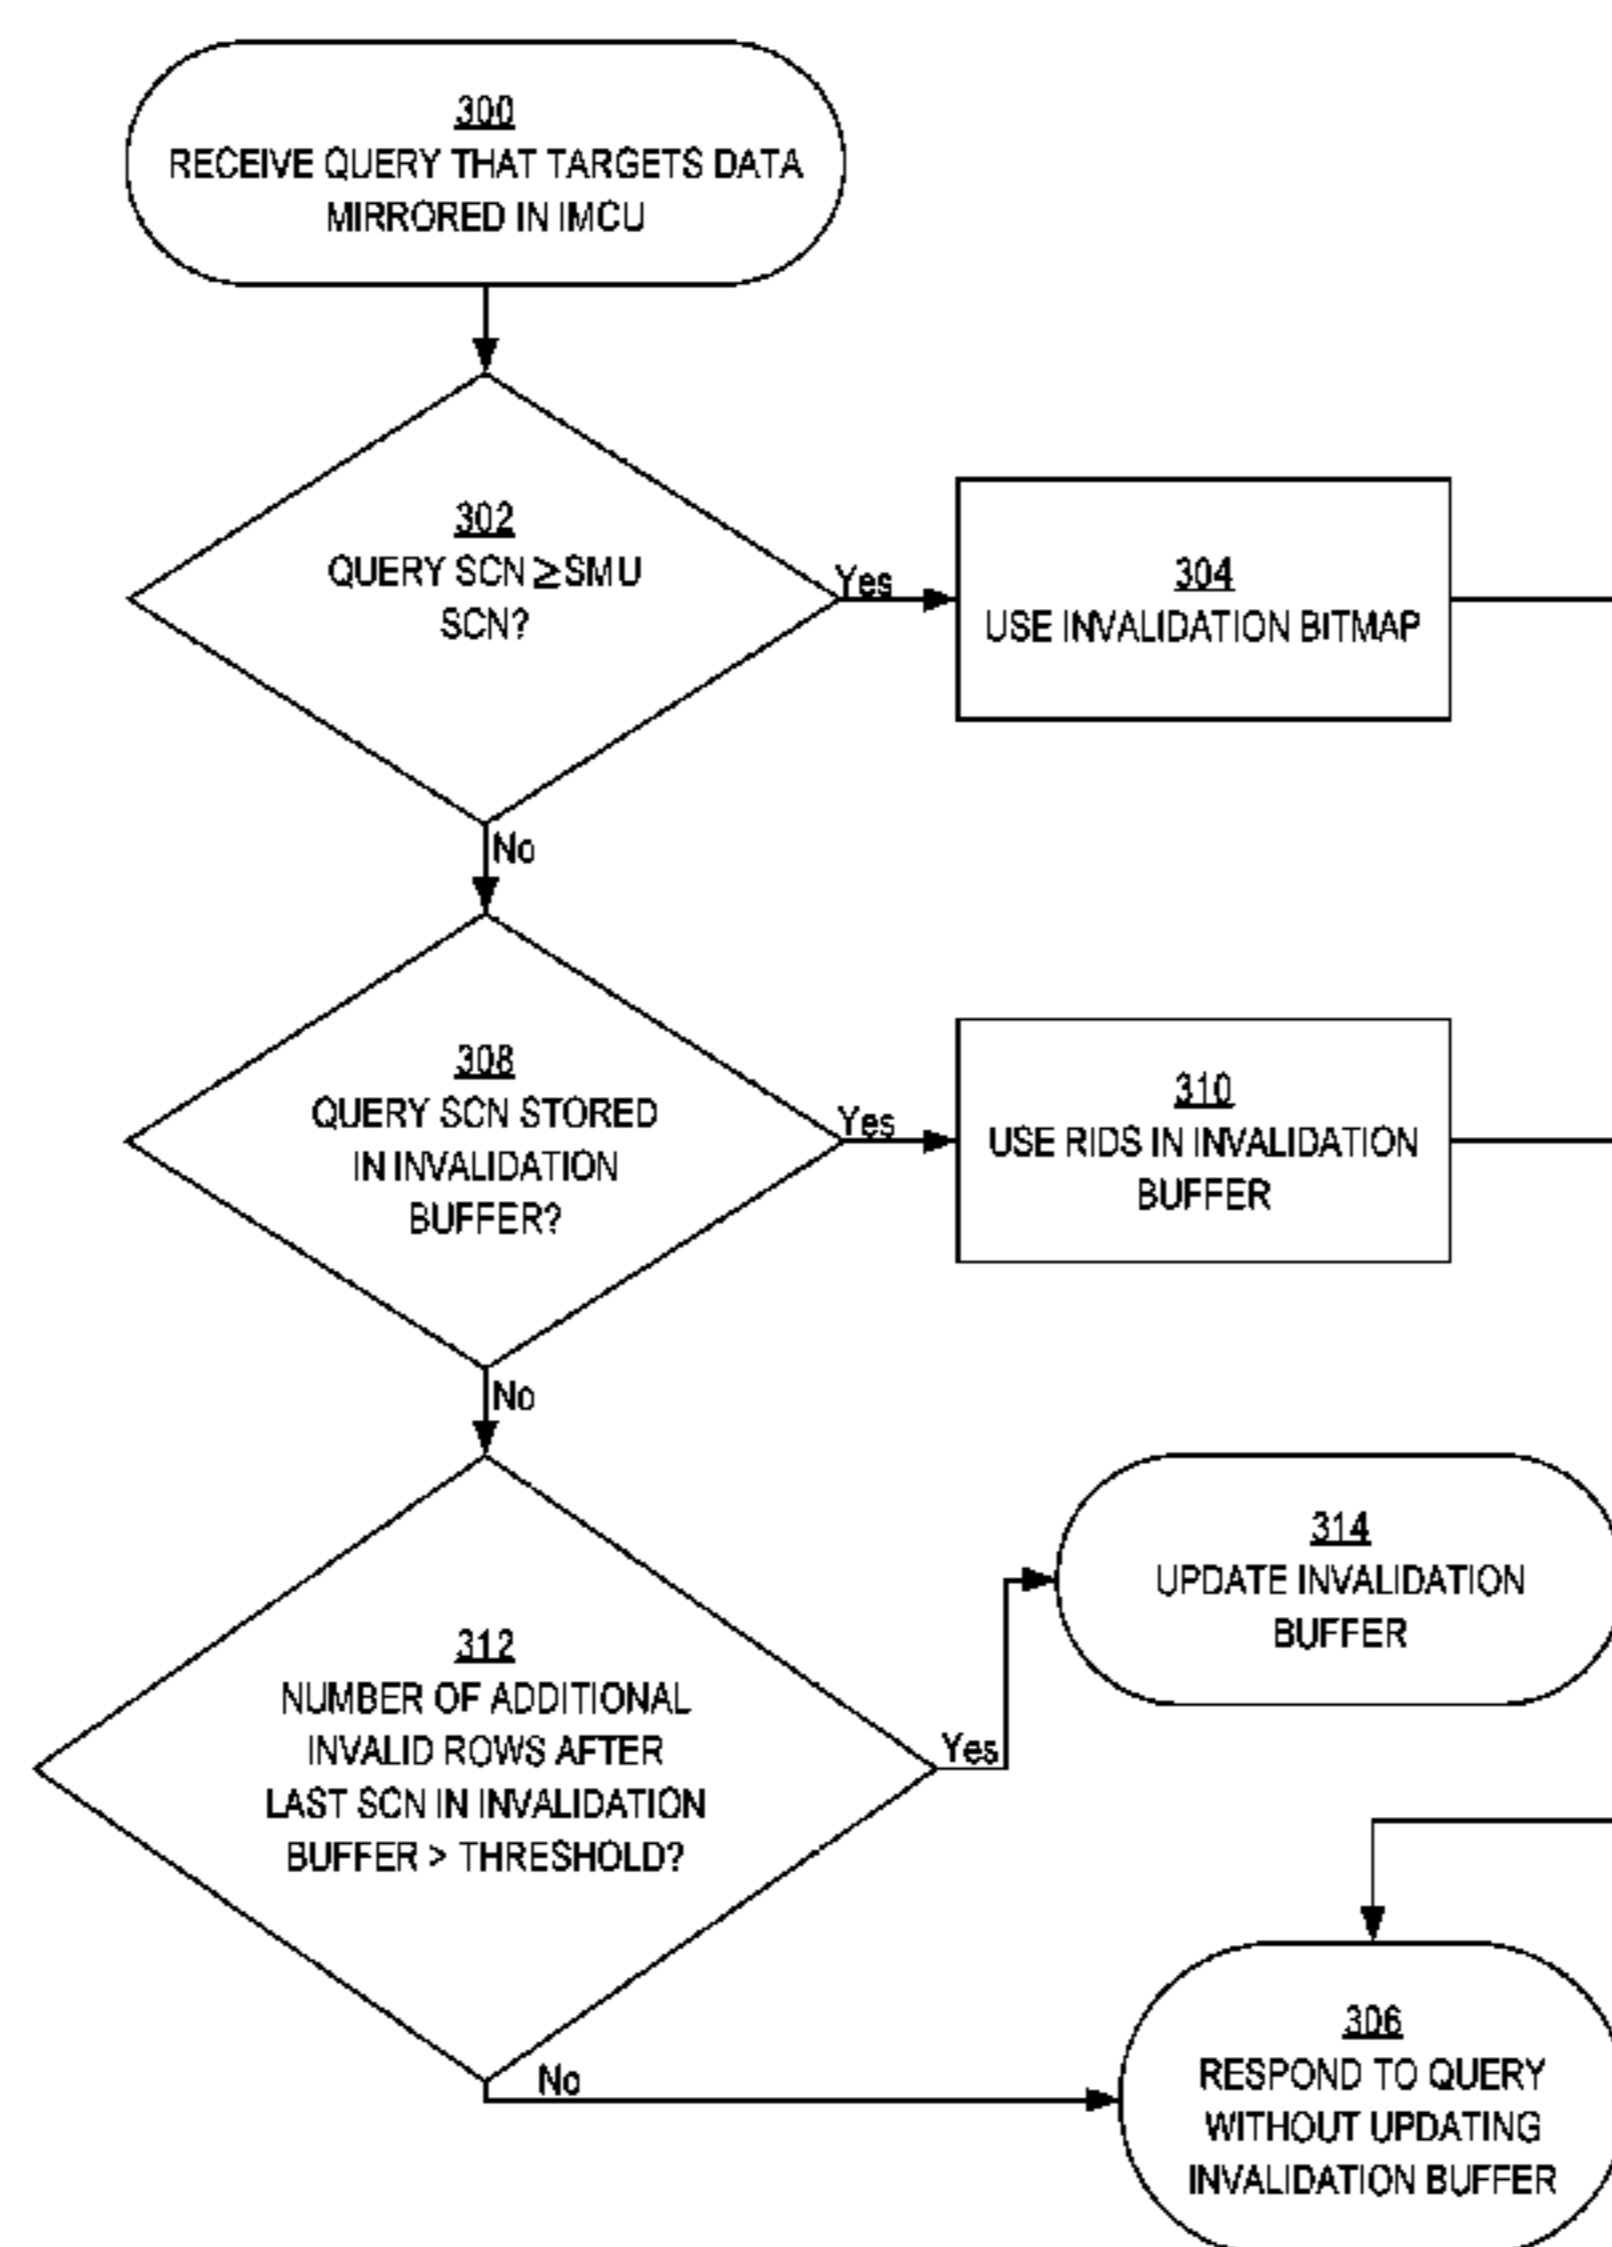 300
RECEIVE QUERY THAT TARGETS DATA
MIRRORED IN IMCU
302
QUERY SCN ≥SMU
SCN?
Yes
304
USE INVALIDATION BITMAP
No
308
QUERY SCN STORED
IN INVALIDATION
BUFFER?
Yes
310
USE RIDS IN INVALIDATION
BUFFER
No
312
NUMBER OF ADDITIONAL
INVALID ROWS AFTER
LAST SCN IN INVALIDATION
BUFFER > THRESHOLD?
Yes
314
UPDATE INVALIDATION
BUFFER
No
306
RESPOND TO QUERY
WITHOUT UPDATING
INVALIDATION BUFFER